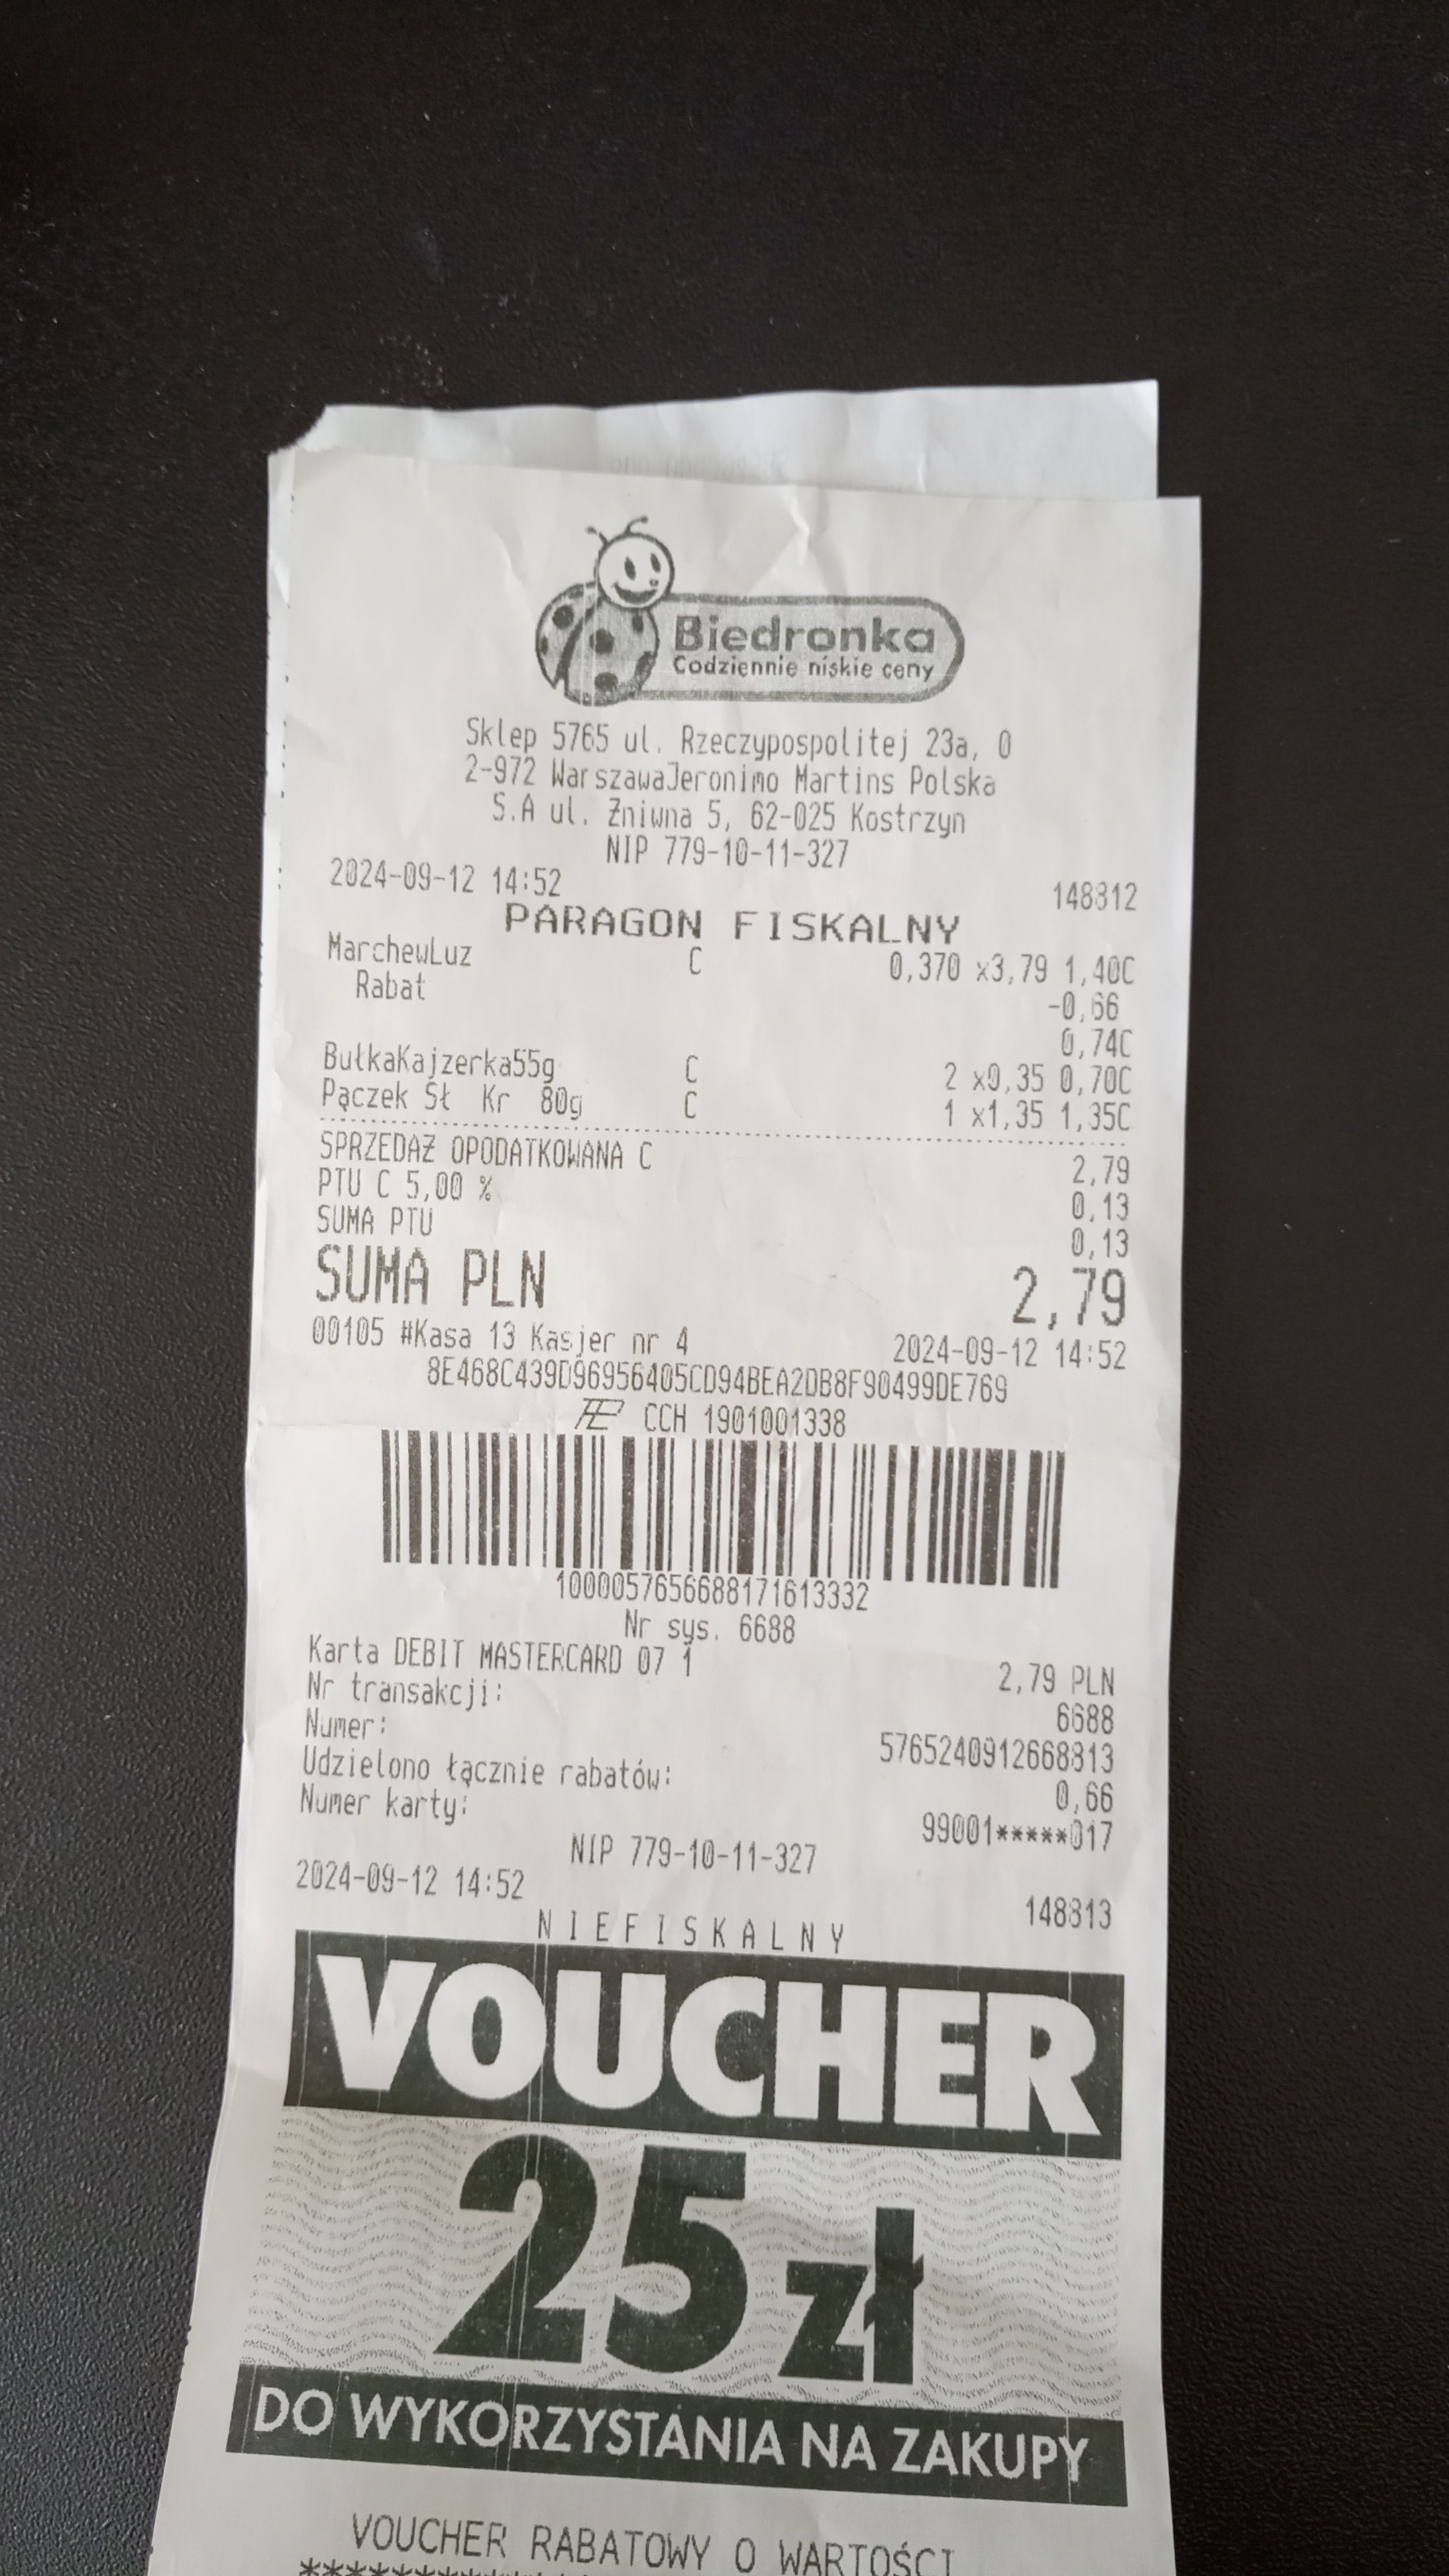 Biedronka
Codziennie niskie ceny
Sklep 5765 ul. Rzeczypospolitej 23a, 0
2-972 WarszawaJeronimo Martins Polska
S.A ul. Żniwna 5, 62-025 Kostrzyn
NIP 779-10-11-327
2024-09-12 14:52 148312
PARAGON FISKALNY
MarchewLuz C 0,370 x3,79 1,40C
Rabat -0,66
0,74C
BułkaKajzerka55g C 2 x0,35 0,70C
Pączek Sł Kr 80g C 1 x1,35 1,35C
SPRZEDAŻ OPODATKOWANA C 2,79
PTU C 5,00 % 0,13
SUMA PTU 0,13
SUMA PLN 2,79
00105 #Kasa 13 Kasjer nr 4 2024-09-12 14:52
8E468C439D96956405CD94BEA2DB8F90499DE769
CCH 1901001338
1000057656688171613332
Nr sys. 6688
Karta DEBIT MASTERCARD 07 1 2,79 PLN
Nr transakcji: 6688
Numer: 5765240912668813
Udzielono łącznie rabatów: 0,66
Numer karty: 99001*****017
NIP 779-10-11-327
2024-09-12 14:52 148313
NIEFISKALNY
VOUCHER
25 zł
DO WYKORZYSTANIA NA ZAKUPY
VOUCHER RABATOWY O WARTOŚCI